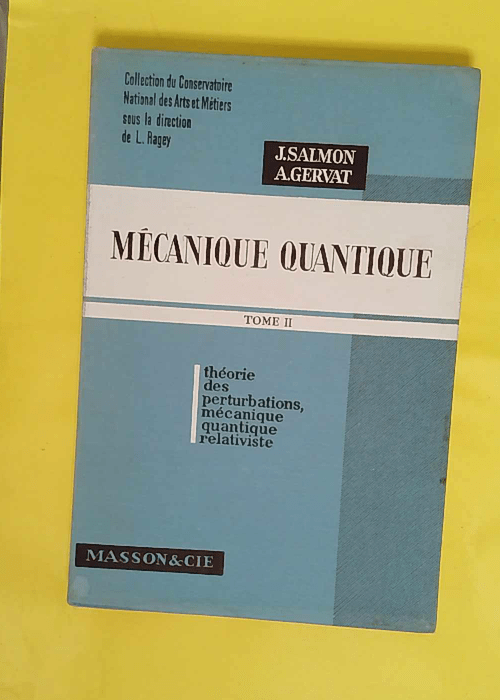 Collection du Conservatoire
National des Arts et Métiers
sous la direction
de L. Ragey
J. SALMON
A. GERVAT
MÉCANIQUE QUANTIQUE
TOME II
théorie
des
perturbations,
mécanique
quantique
relativiste
MASSON & CIE